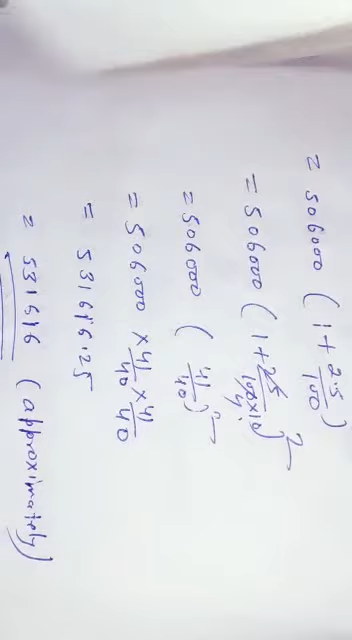 = 506000 ( 1 + 2.5/100 )²
= 506000 ( 1 + 25/100×10 )²
= 506000 ( 41/40 )²
= 506000 × 41/40 × 41/40
= 531616.25
= 531616 (approximately)